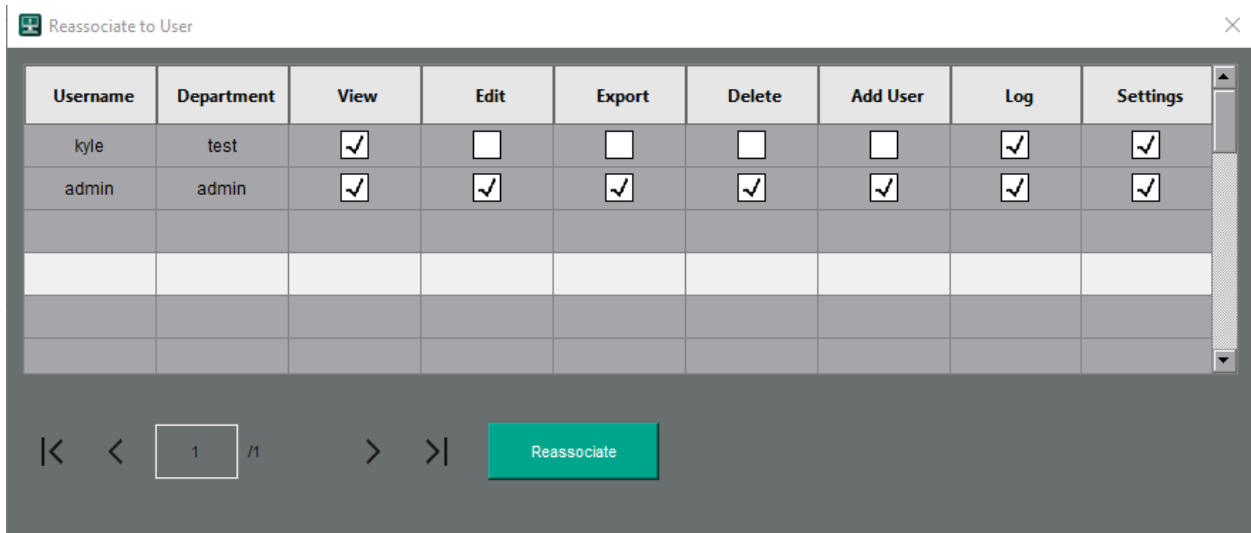 Reassociate to User
Username Department View Edit Export Delete Add User Log Settings
kyle test
admin admin
1 /1 Reassociate